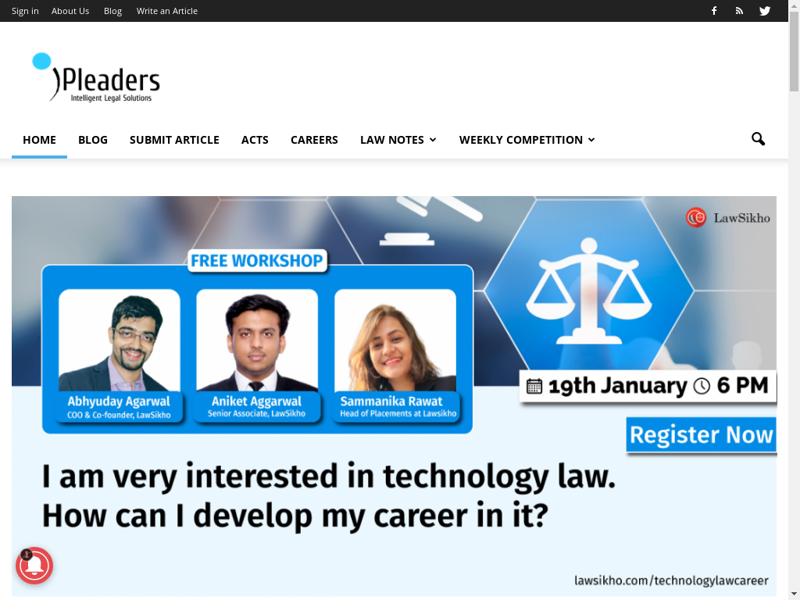 Sign in About Us Blog Write an Article
iPleaders
Intelligent Legal Solutions
HOME BLOG SUBMIT ARTICLE ACTS CAREERS LAW NOTES WEEKLY COMPETITION
LawSikho
FREE WORKSHOP
Abhyuday Agarwal
COO & Co-founder, LawSikho
Aniket Aggarwal
Senior Associate, LawSikho
Sammanika Rawat
Head of Placements at Lawsikho
19th January 6 PM
Register Now
I am very interested in technology law.
How can I develop my career in it?
1
lawsikho.com/technologylawcareer